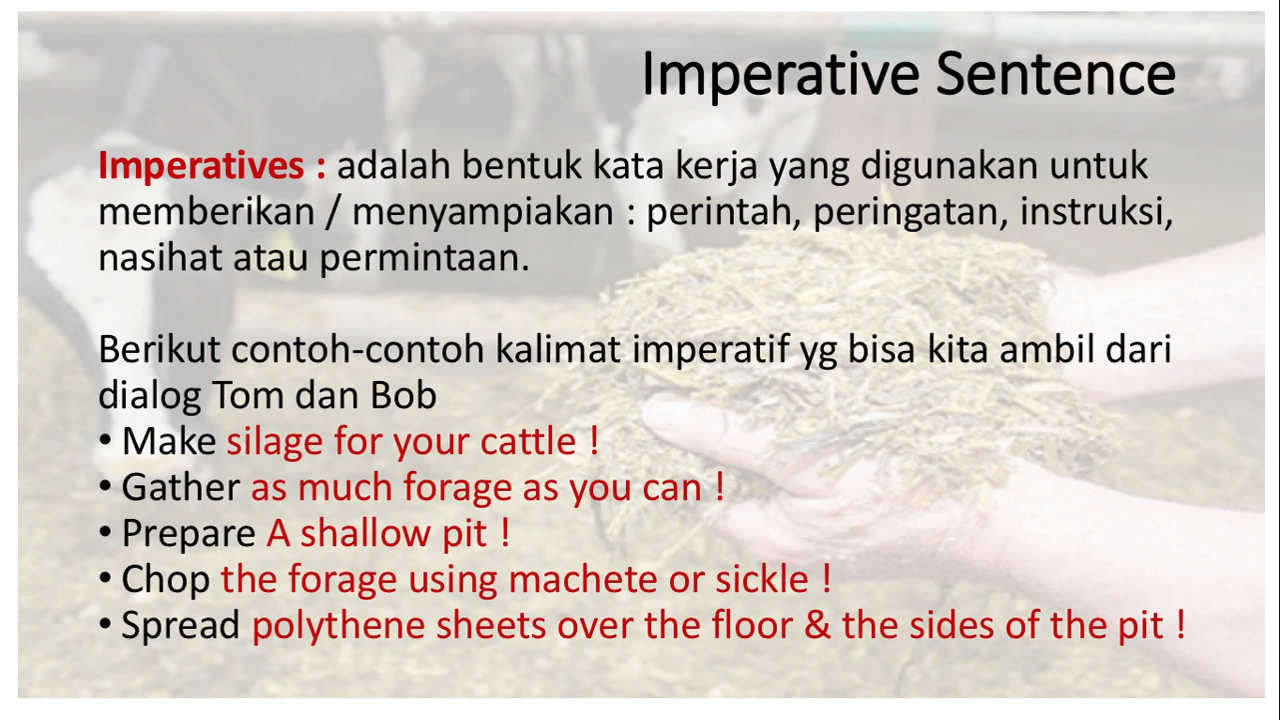 Imperative Sentence
Imperatives : adalah bentuk kata kerja yang digunakan untuk
memberikan / menyampiakan : perintah, peringatan, instruksi,
nasihat atau permintaan.
Berikut contoh-contoh kalimat imperatif yg bisa kita ambil dari
dialog Tom dan Bob
• Make silage for your cattle !
• Gather as much forage as you can !
• Prepare A shallow pit !
• Chop the forage using machete or sickle !
• Spread polythene sheets over the floor & the sides of the pit !